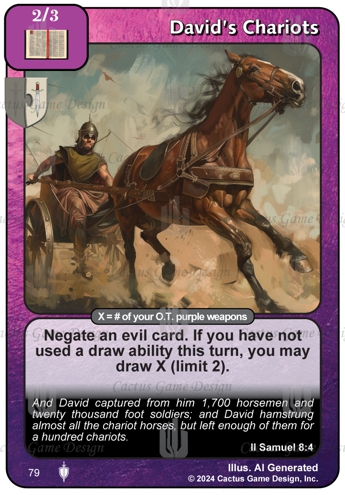 2/3
David's Chariots
X = # of your O.T. purple weapons
Negate an evil card. If you have not
used a draw ability this turn, you may
draw X (limit 2).
And David captured from him 1,700 horsemen and
twenty thousand foot soldiers; and David hamstrung
almost all the chariot horses, but left enough of them for
a hundred chariots.
II Samuel 8:4
79
Illus. AI Generated
© 2024 Cactus Game Design, Inc.
Cactus Game Design